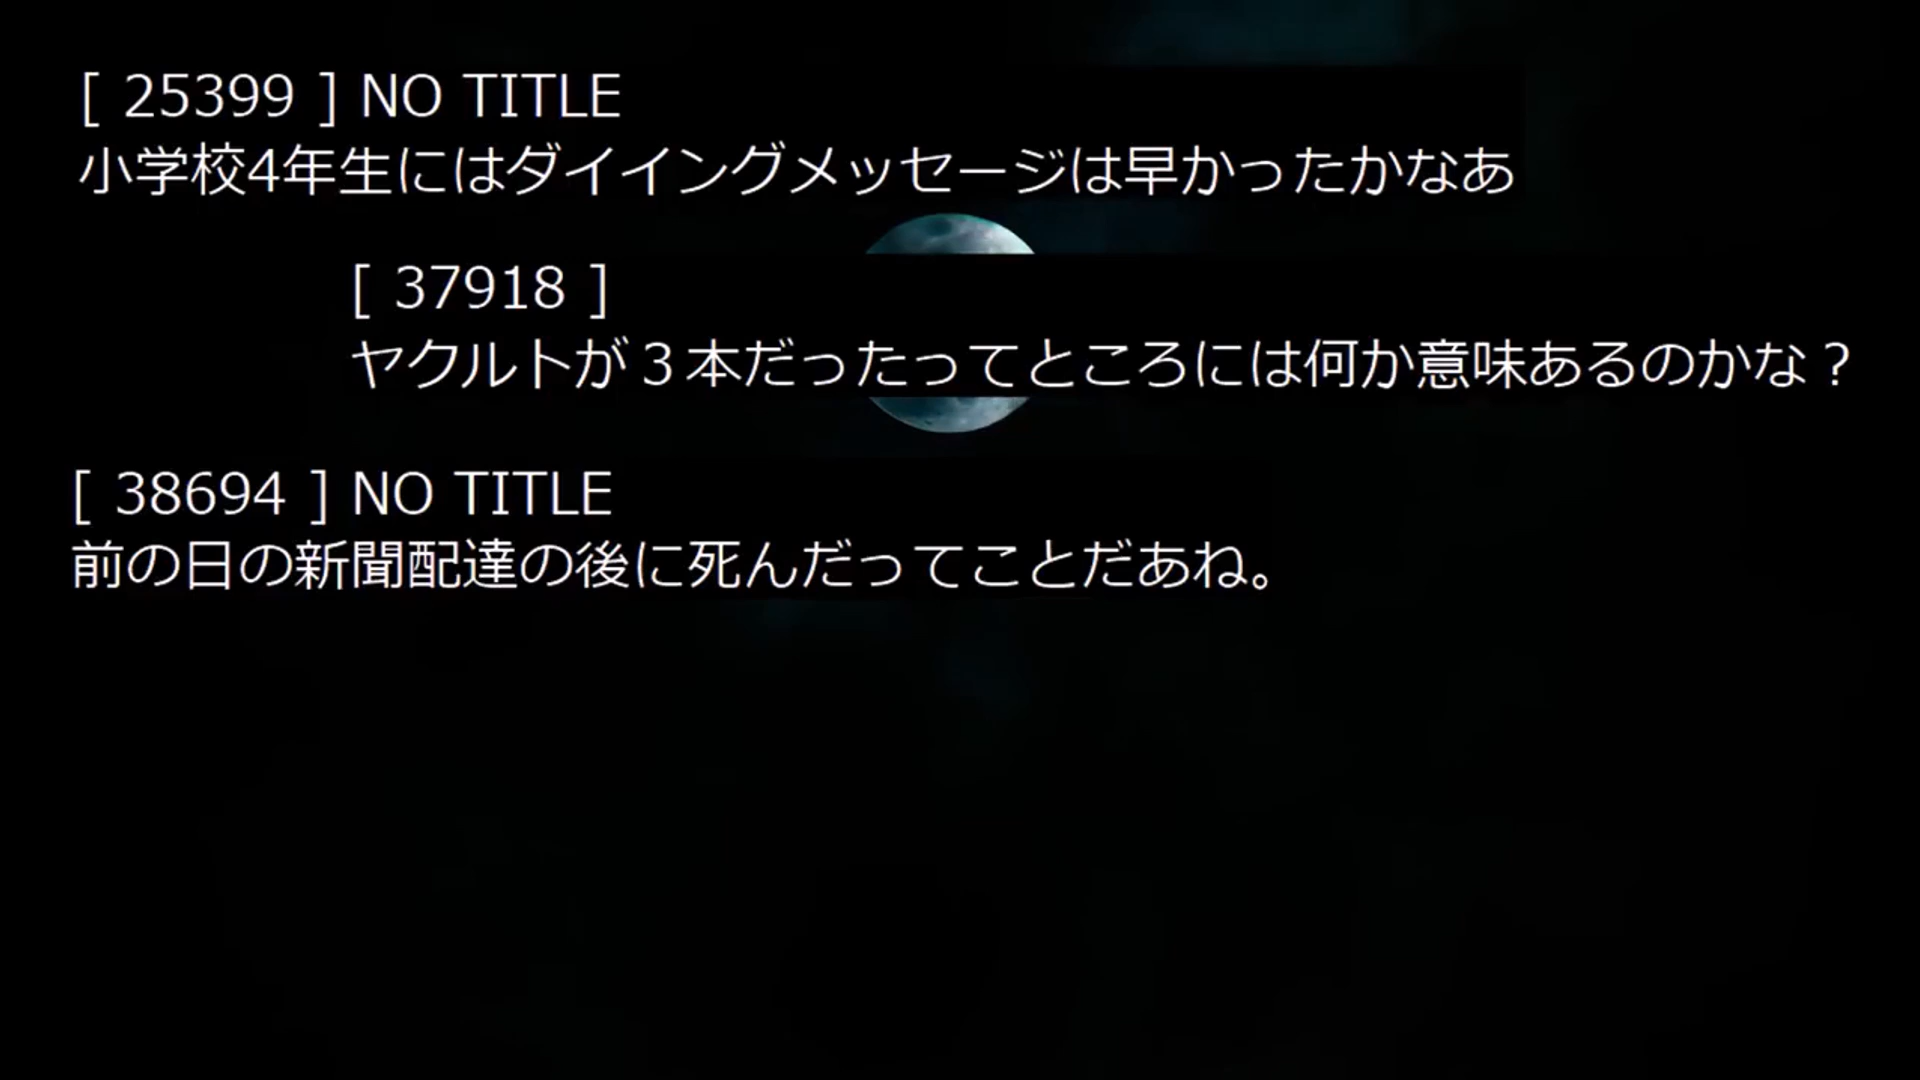 [ 25399 ] NO TITLE
小学校4年生にはダイイングメッセージは早かったかなあ
[ 37918 ]
ヤクルトが３本だったってところには何か意味あるのかな？
[ 38694 ] NO TITLE
前の日の新聞配達の後に死んだってことだあね。